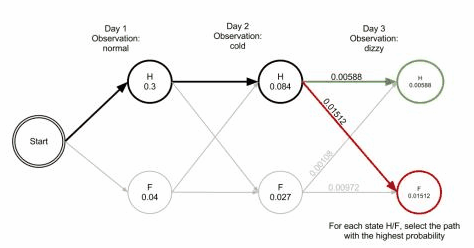 Day 1
Observation:
normal
Day 2
Observation:
cold
Day 3
Observation:
dizzy
Start
H
0.3
H
0.084
0.00588
H
0.00588
0.01512
0.00108
F
0.04
F
0.027
0.00972
F
0.01512
For each state H/F, select the path
with the highest probability